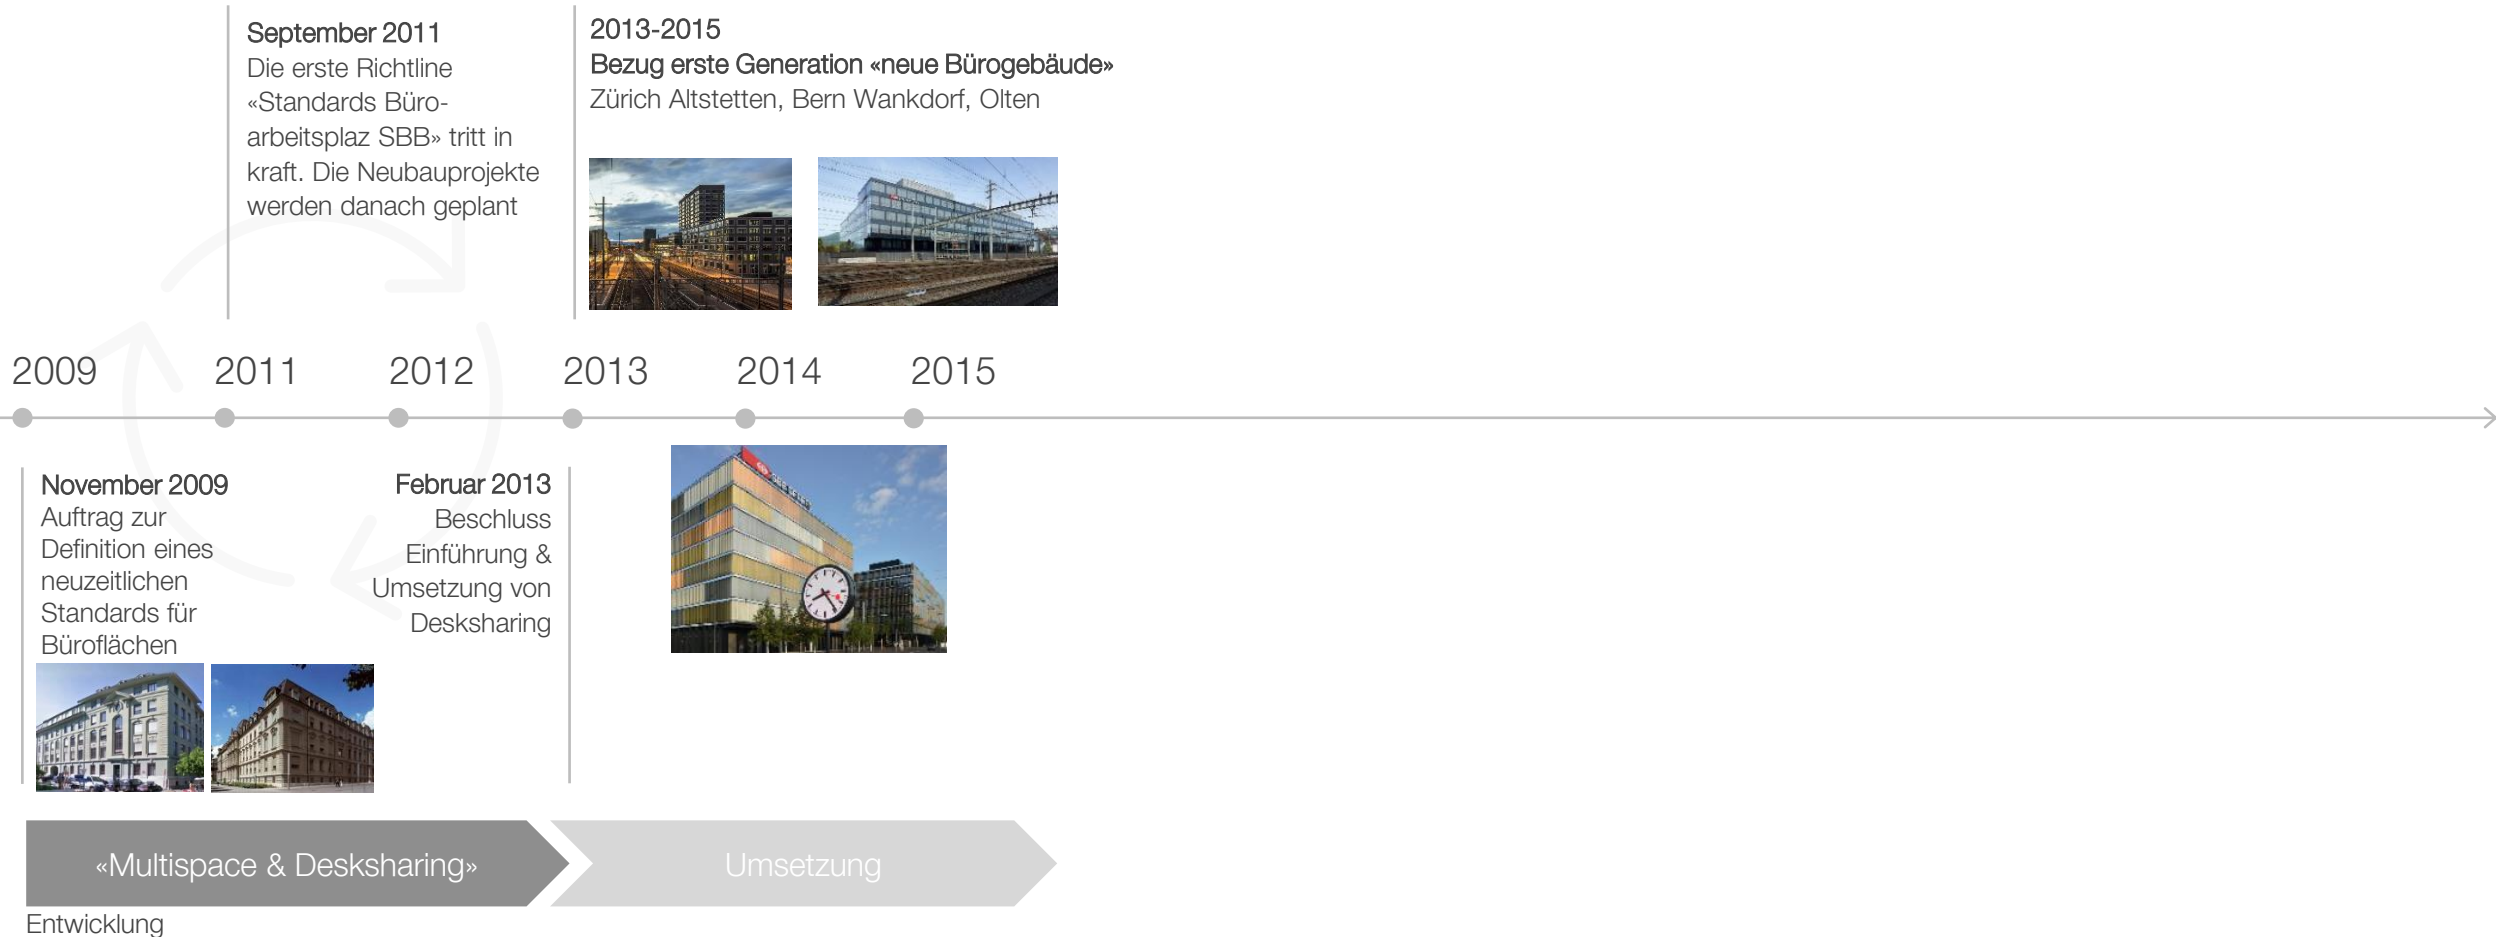 September 2011
Die erste Richtline
«Standards Büro-
arbeitsplaz SBB» tritt in
kraft. Die Neubauprojekte
werden danach geplant
2013-2015
Bezug erste Generation «neue Bürogebäude»
Zürich Altstetten, Bern Wankdorf, Olten
2009
2011
2012
2013
2014
2015
November 2009
Auftrag zur
Definition eines
neuzeitlichen
Standards für
Büroflächen
Februar 2013
Beschluss
Einführung &
Umsetzung von
Desksharing
«Multispace & Desksharing»
Umsetzung
Entwicklung